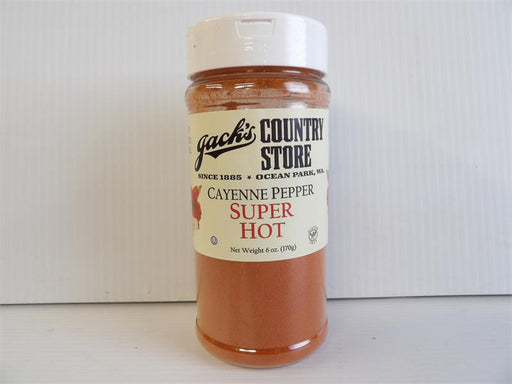 Jack's COUNTRY
STORE
SINCE 1885 * OCEAN PARK, WA.
CAYENNE PEPPER
SUPER
HOT
Net Weight 6 oz. (170g)